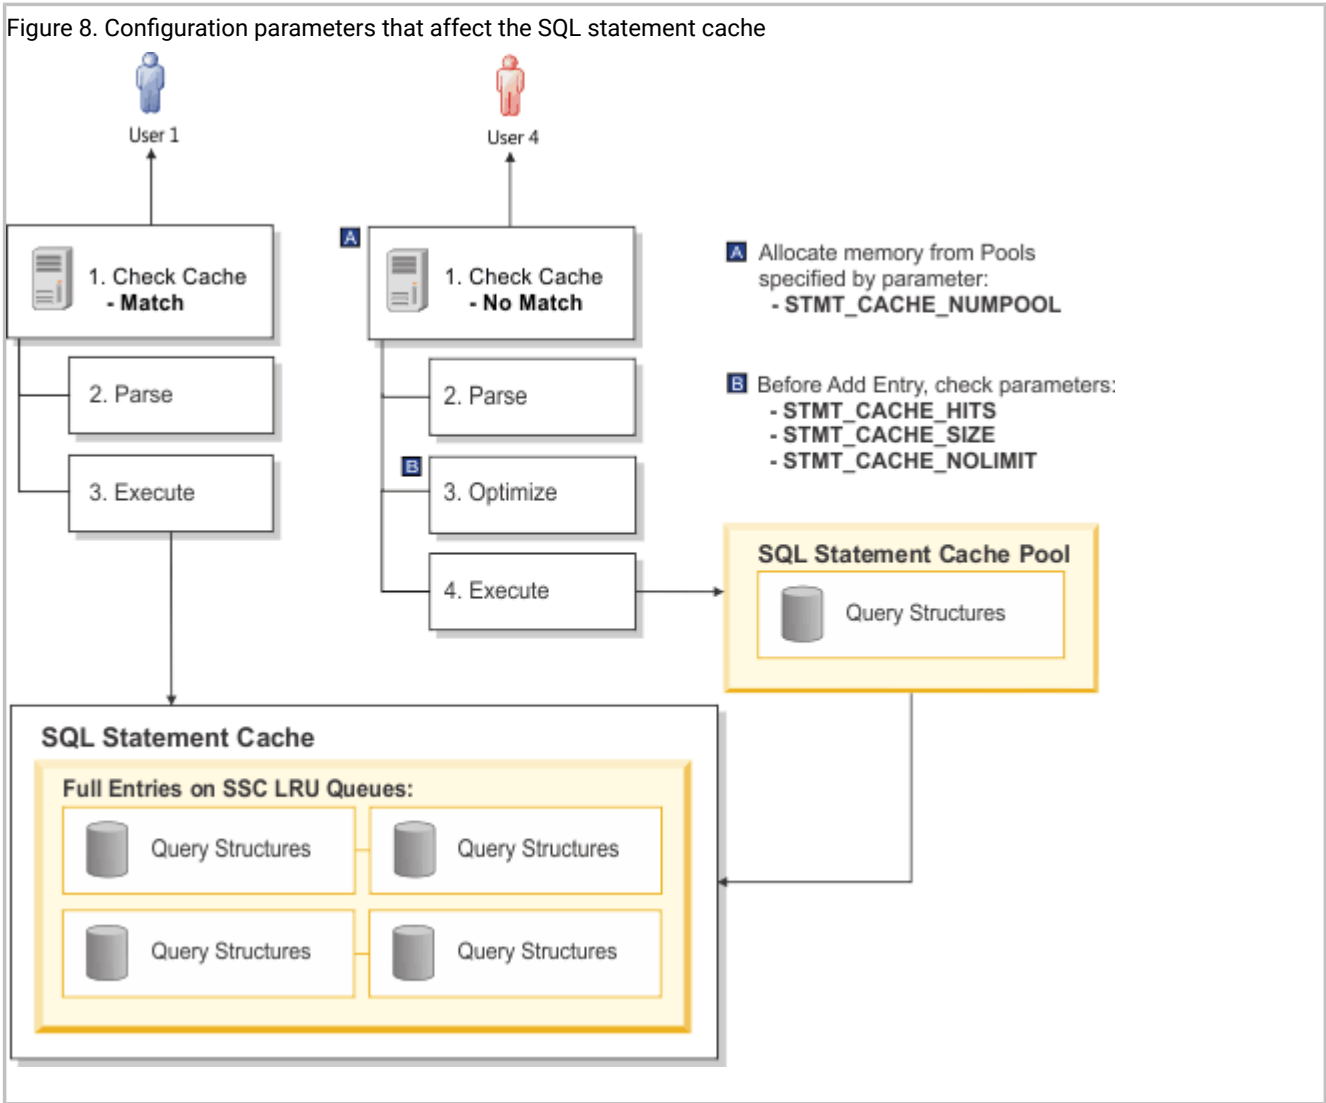 Figure 8. Configuration parameters that affect the SQL statement cache
User 1
User 4
1. Check Cache
- Match
2. Parse
3. Execute
A
1. Check Cache
- No Match
2. Parse
B
3. Optimize
4. Execute
A Allocate memory from Pools
specified by parameter:
- STMT_CACHE_NUMPOOL
B Before Add Entry, check parameters:
- STMT_CACHE_HITS
- STMT_CACHE_SIZE
- STMT_CACHE_NOLIMIT
SQL Statement Cache Pool
Query Structures
SQL Statement Cache
Full Entries on SSC LRU Queues:
Query Structures
Query Structures
Query Structures
Query Structures